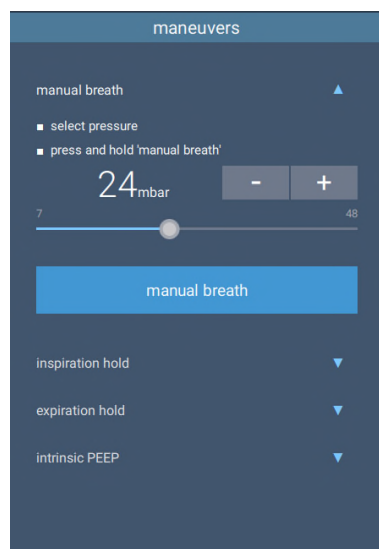 maneuvers
manual breath ▲
▪ select pressure
▪ press and hold 'manual breath'
24mbar - +
7 48
manual breath
inspiration hold ▼
expiration hold ▼
intrinsic PEEP ▼